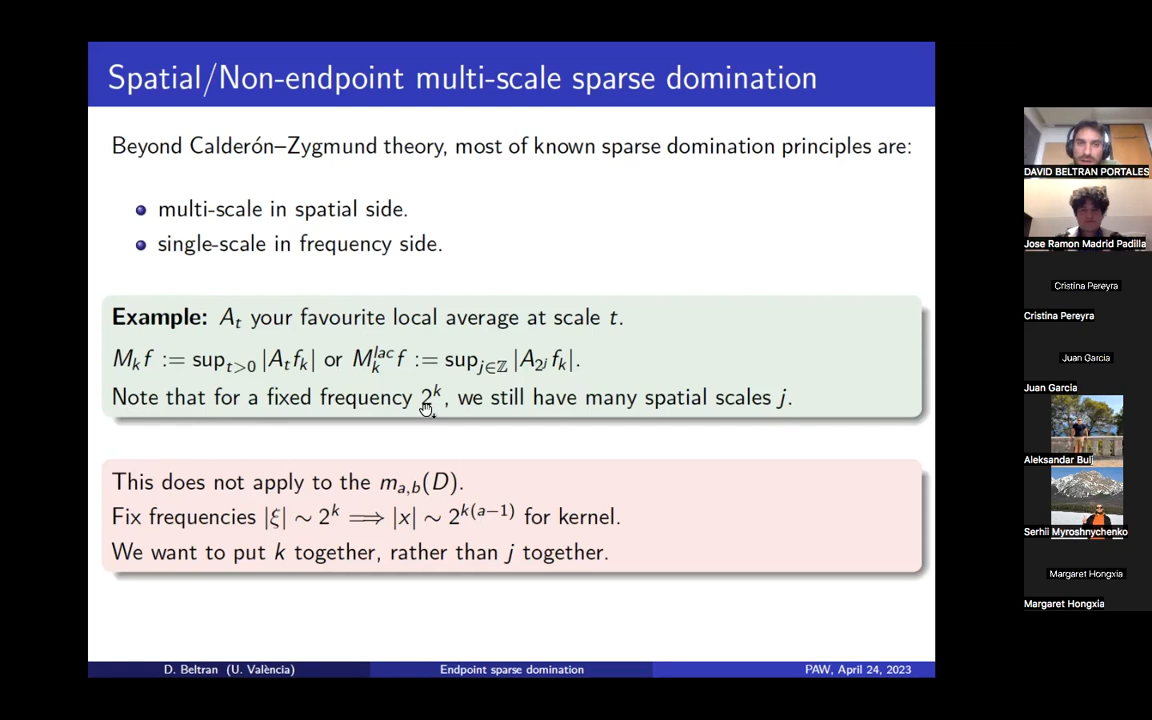 Spatial/Non-endpoint multi-scale sparse domination
Beyond Calderón–Zygmund theory, most of known sparse domination principles are:
multi-scale in spatial side.
single-scale in frequency side.
Example: A_t your favourite local average at scale t.
M_k f := sup_{t>0} |A_t f_k| or M_k^{lac} f := sup_{j∈ℤ} |A_{2^j} f_k|.
Note that for a fixed frequency 2^k, we still have many spatial scales j.
This does not apply to the m_{a,b}(D).
Fix frequencies |ξ| ∼ 2^k ⟹ |x| ∼ 2^{k(a−1)} for kernel.
We want to put k together, rather than j together.
D. Beltran (U. València)
Endpoint sparse domination
PAW, April 24, 2023
DAVID BELTRAN PORTALES
Jose Ramon Madrid Padilla
Cristina Pereyra
Cristina Pereyra
Juan Garcia
Juan Garcia
Aleksandar Bulj
Serhii Myroshnychenko
Margaret Hongxia
Margaret Hongxia